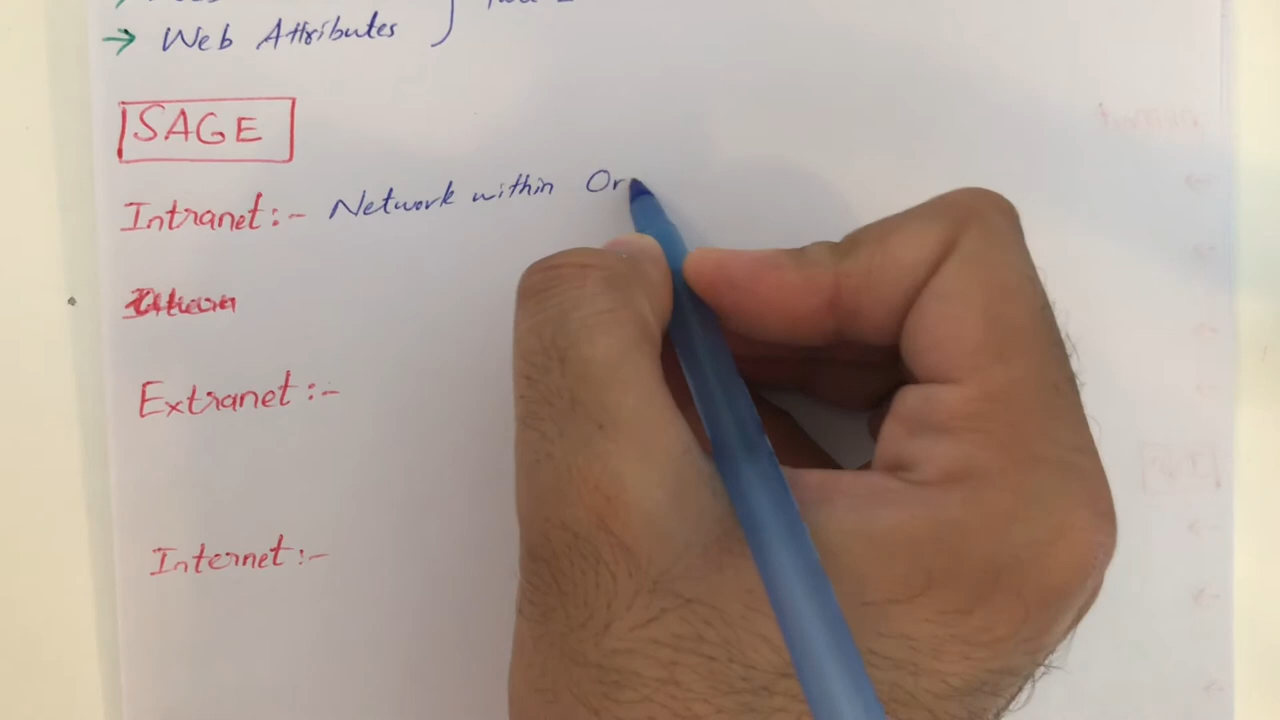 → Web Attributes
SAGE
Intranet:- Network within Or
Extranet:-
Internet:-